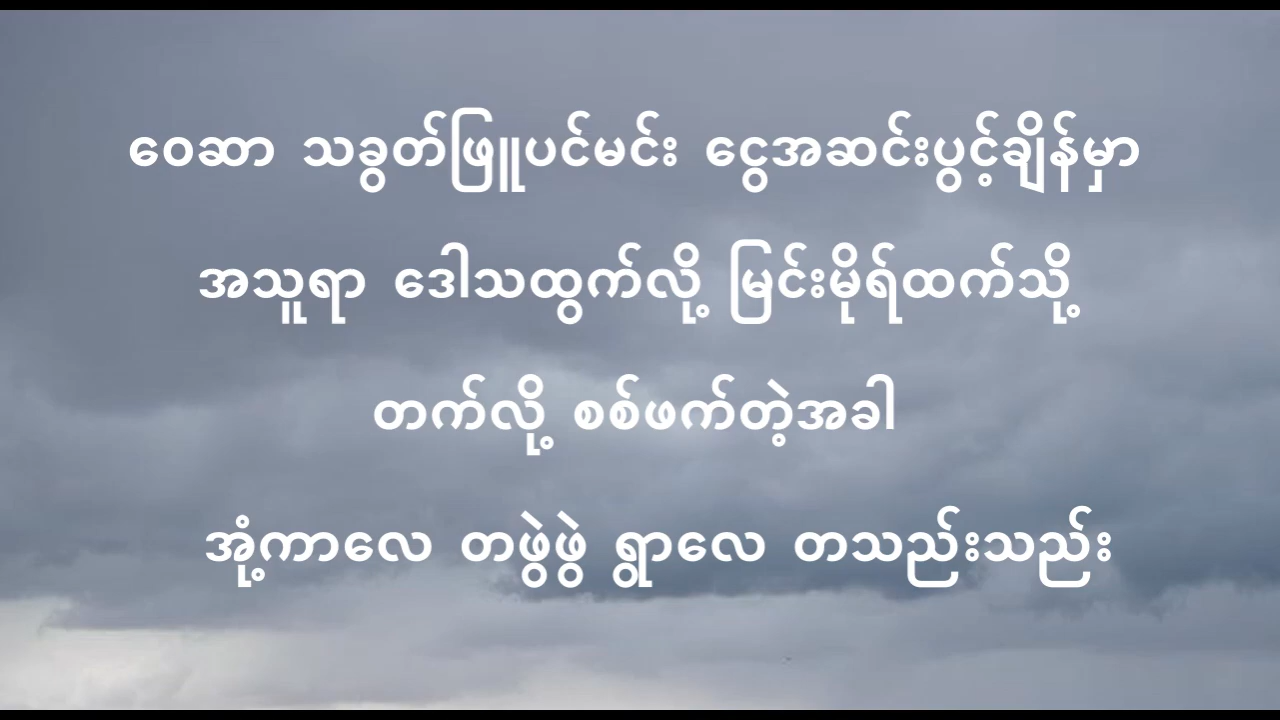 ဝေဆာ သခွတ်ဖြူပင်မင်း ငွေအဆင်းပွင့်ချိန်မှာ
အသူရာ ဒေါသထွက်လို့ မြင်းမိုရ်ထက်သို့
တက်လို့ စစ်ဖက်တဲ့အခါ
အုံ့ကာလေ တဖွဲဖွဲ ရွာလေ တသည်းသည်း